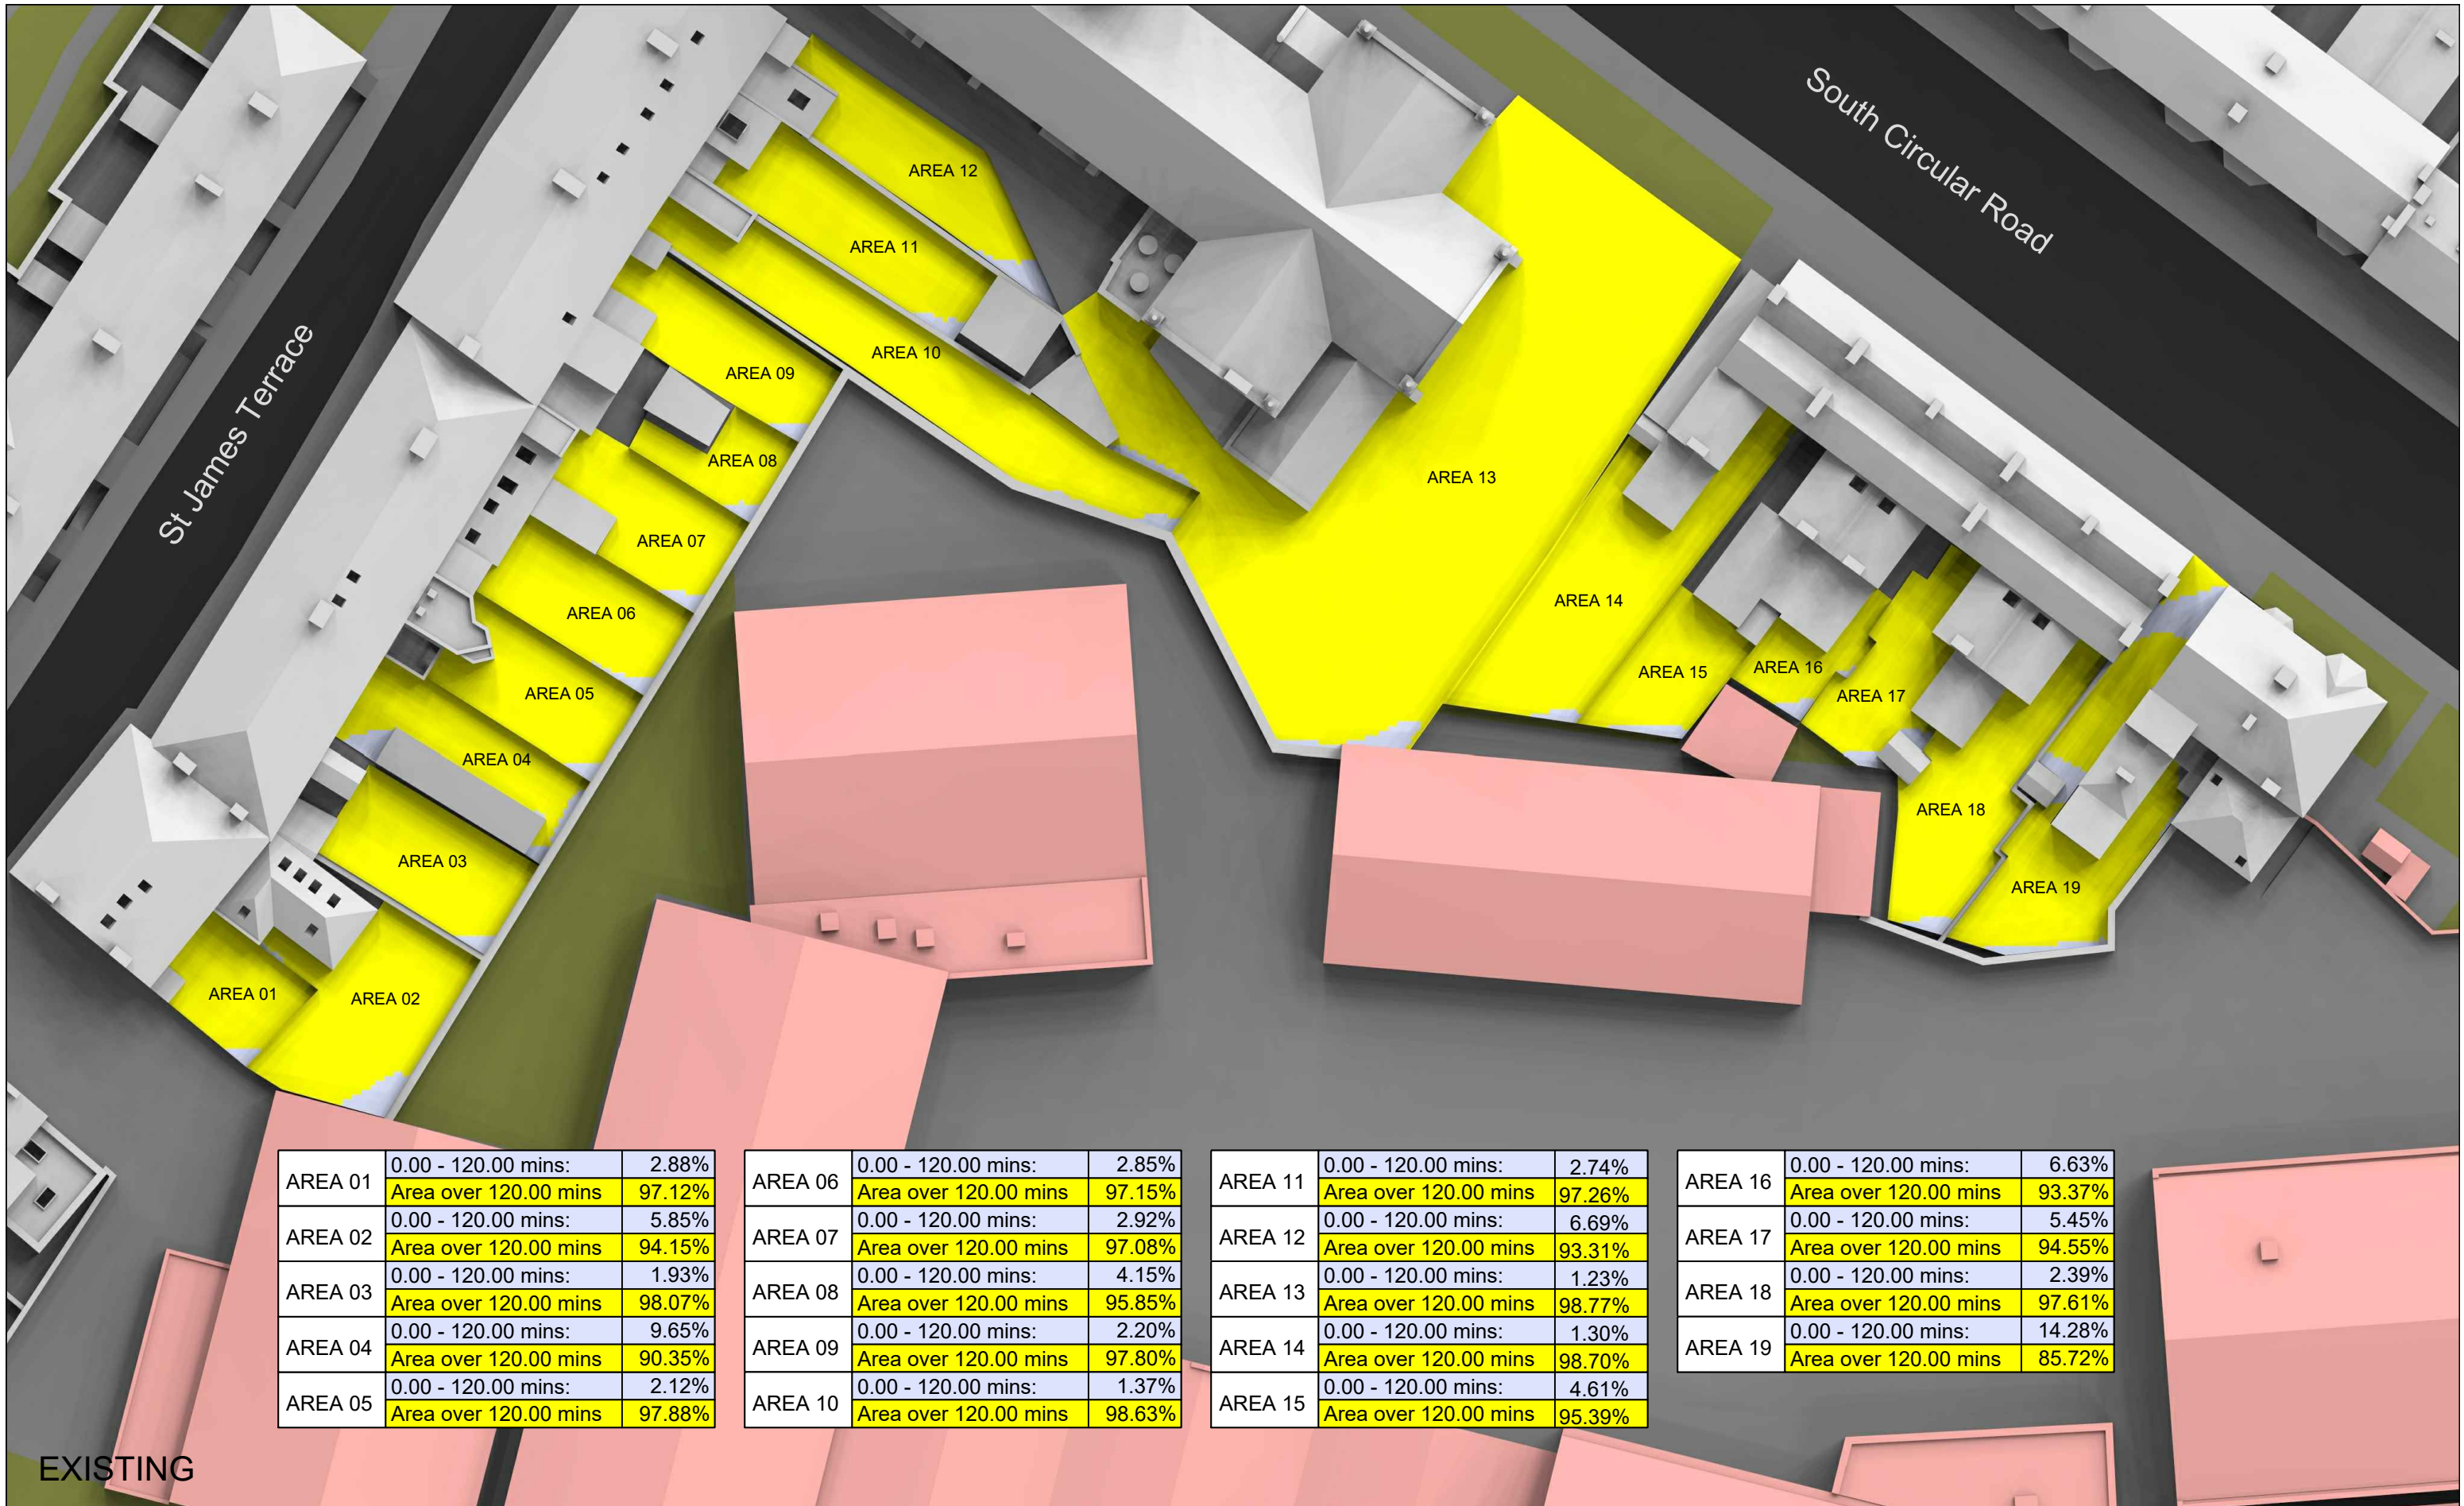 South Circular Road
St James Terrace
AREA 12
AREA 11
AREA 10
AREA 09
AREA 08
AREA 07
AREA 06
AREA 05
AREA 04
AREA 03
AREA 02
AREA 01
AREA 13
AREA 14
AREA 15
AREA 16
AREA 17
AREA 18
AREA 19
AREA 01
0.00 - 120.00 mins: 2.88%
Area over 120.00 mins 97.12%
AREA 02
0.00 - 120.00 mins: 5.85%
Area over 120.00 mins 94.15%
AREA 03
0.00 - 120.00 mins: 1.93%
Area over 120.00 mins 98.07%
AREA 04
0.00 - 120.00 mins: 9.65%
Area over 120.00 mins 90.35%
AREA 05
0.00 - 120.00 mins: 2.12%
Area over 120.00 mins 97.88%
AREA 06
0.00 - 120.00 mins: 2.85%
Area over 120.00 mins 97.15%
AREA 07
0.00 - 120.00 mins: 2.92%
Area over 120.00 mins 97.08%
AREA 08
0.00 - 120.00 mins: 4.15%
Area over 120.00 mins 95.85%
AREA 09
0.00 - 120.00 mins: 2.20%
Area over 120.00 mins 97.80%
AREA 10
0.00 - 120.00 mins: 1.37%
Area over 120.00 mins 98.63%
AREA 11
0.00 - 120.00 mins: 2.74%
Area over 120.00 mins 97.26%
AREA 12
0.00 - 120.00 mins: 6.69%
Area over 120.00 mins 93.31%
AREA 13
0.00 - 120.00 mins: 1.23%
Area over 120.00 mins 98.77%
AREA 14
0.00 - 120.00 mins: 1.30%
Area over 120.00 mins 98.70%
AREA 15
0.00 - 120.00 mins: 4.61%
Area over 120.00 mins 95.39%
AREA 16
0.00 - 120.00 mins: 6.63%
Area over 120.00 mins 93.37%
AREA 17
0.00 - 120.00 mins: 5.45%
Area over 120.00 mins 94.55%
AREA 18
0.00 - 120.00 mins: 2.39%
Area over 120.00 mins 97.61%
AREA 19
0.00 - 120.00 mins: 14.28%
Area over 120.00 mins 85.72%
EXISTING